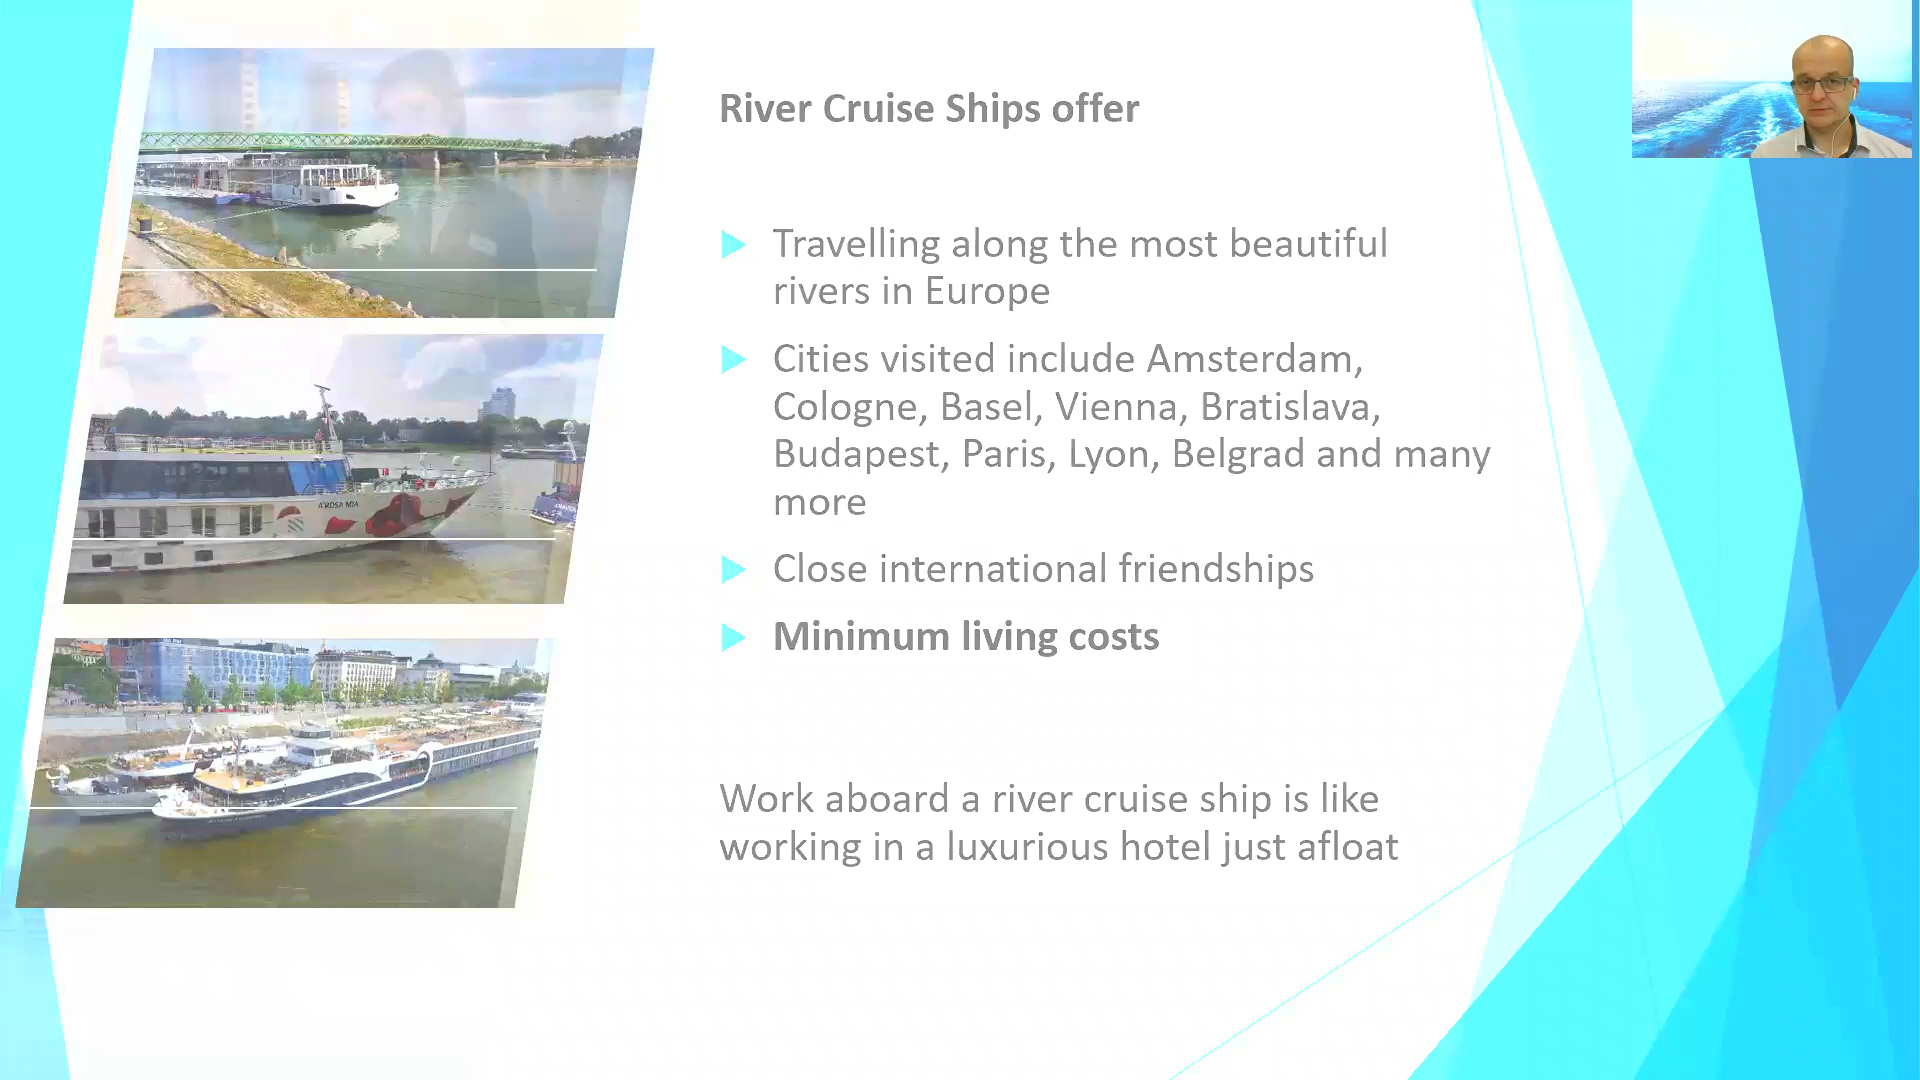 River Cruise Ships offer
Travelling along the most beautiful
rivers in Europe
Cities visited include Amsterdam,
Cologne, Basel, Vienna, Bratislava,
Budapest, Paris, Lyon, Belgrad and many
more
Close international friendships
Minimum living costs
Work aboard a river cruise ship is like
working in a luxurious hotel just afloat
A'ROSA MIA